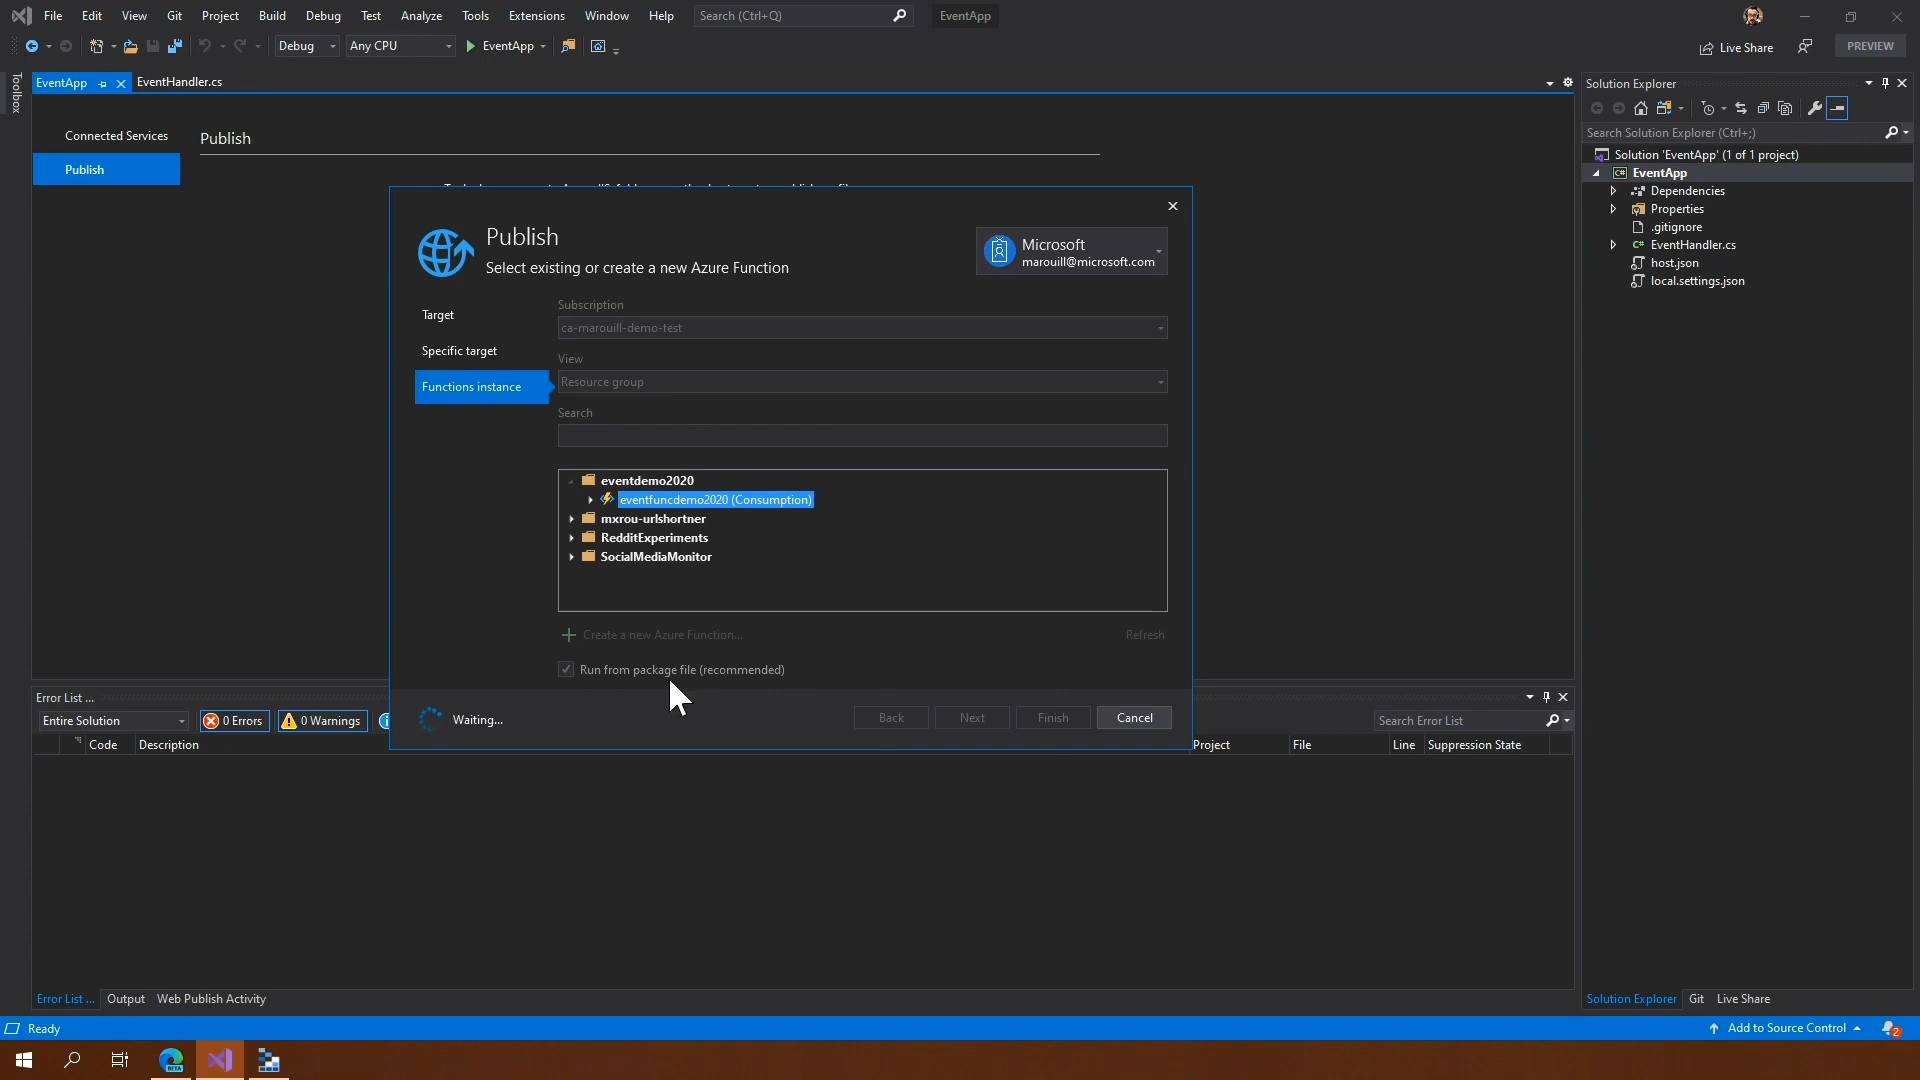 File Edit View Git Project Build Debug Test Analyze Tools Extensions Window Help Search (Ctrl+Q) EventApp
Debug Any CPU EventApp Live Share PREVIEW
Toolbox
EventApp EventHandler.cs
Connected Services
Publish
Publish
Publish
Select existing or create a new Azure Function
Microsoft
marouill@microsoft.com
Target
Specific target
Functions instance
Subscription
ca-marouill-demo-test
View
Resource group
Search
eventdemo2020
eventfuncdemo2020 (Consumption)
mxrou-urlshortner
RedditExperiments
SocialMediaMonitor
Create a new Azure Function...
Refresh
Run from package file (recommended)
Waiting...
Back Next Finish Cancel
Solution Explorer
Search Solution Explorer (Ctrl+;)
Solution 'EventApp' (1 of 1 project)
EventApp
Dependencies
Properties
.gitignore
EventHandler.cs
host.json
local.settings.json
Error List ...
Entire Solution 0 Errors 0 Warnings Search Error List
Code Description Project File Line Suppression State
Error List ... Output Web Publish Activity
Solution Explorer Git Live Share
Ready Add to Source Control 2
BETA